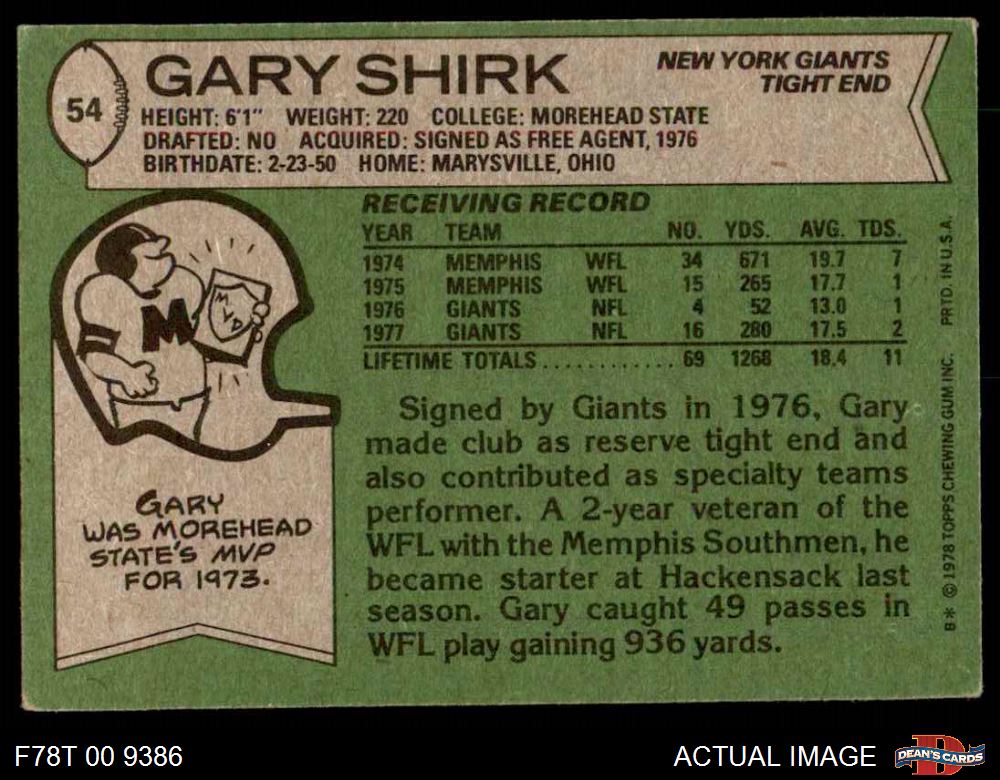 54
GARY SHIRK
NEW YORK GIANTS
TIGHT END
HEIGHT: 6'1" WEIGHT: 220 COLLEGE: MOREHEAD STATE
DRAFTED: NO ACQUIRED: SIGNED AS FREE AGENT, 1976
BIRTHDATE: 2-23-50 HOME: MARYSVILLE, OHIO
RECEIVING RECORD
YEAR TEAM NO. YDS. AVG. TDS.
1974 MEMPHIS WFL 34 671 19.7 7
1975 MEMPHIS WFL 15 265 17.7 1
1976 GIANTS NFL 4 52 13.0 1
1977 GIANTS NFL 16 280 17.5 2
LIFETIME TOTALS ............ 69 1268 18.4 11
Signed by Giants in 1976, Gary
made club as reserve tight end and
also contributed as specialty teams
performer. A 2-year veteran of the
WFL with the Memphis Southmen, he
became starter at Hackensack last
season. Gary caught 49 passes in
WFL play gaining 936 yards.
M
MVP
GARY
WAS MOREHEAD
STATE'S MVP
FOR 1973.
B* © 1978 TOPPS CHEWING GUM INC. PRTD. IN U.S.A.
F78T 00 9386
ACTUAL IMAGE
D
DEAN'S CARDS